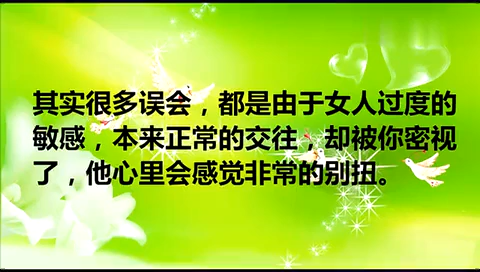 其实很多误会，都是由于女人过度的
敏感，本来正常的交往，却被你密视
了，他心里会感觉非常的别扭。